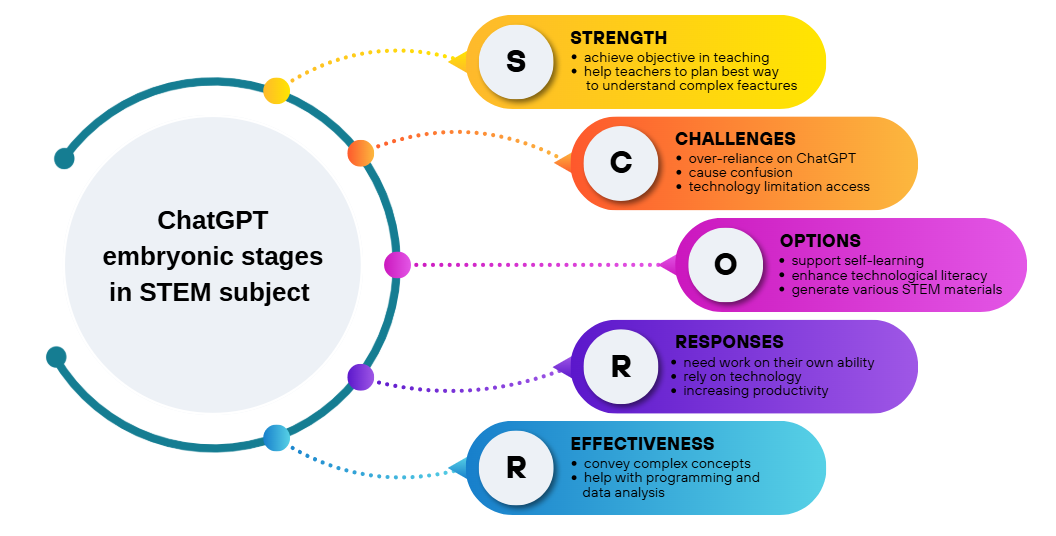 ChatGPT
embryonic stages
in STEM subject
S
STRENGTH
• achieve objective in teaching
• help teachers to plan best way
to understand complex feactures
C
CHALLENGES
• over-reliance on ChatGPT
• cause confusion
• technology limitation access
O
OPTIONS
• support self-learning
• enhance technological literacy
• generate various STEM materials
R
RESPONSES
• need work on their own ability
• rely on technology
• increasing productivity
R
EFFECTIVENESS
• convey complex concepts
• help with programming and
data analysis